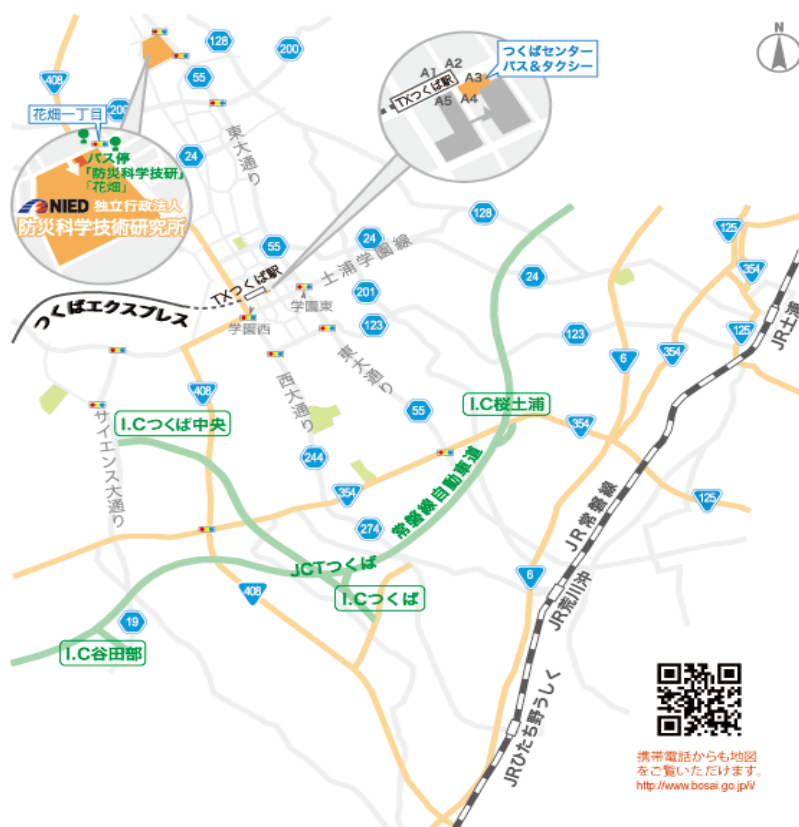 N
128
200
55
408
200
花畑一丁目
バス停
「防災科学技研」
「花畑」
NIED 独立行政法人
防災科学技術研究所
24
東大通り
つくばセンター
バス&タクシー
A1
A2
A3
TXつくば駅
A5
A4
128
125
354
55
24
土浦学園線
24
TXつくば駅
つくばエクスプレス
学園東
201
学園西
123
東大通り
123
125
354
6
JR土浦
408
西大通り
55
I.C桜土浦
354
サイエンス大通り
I.Cつくば中央
244
354
常磐線自動車道
125
274
JR常磐線
JCTつくば
6
408
I.Cつくば
JR荒川沖
19
I.C谷田部
JRひたち野うしく
携帯電話からも地図
をご覧いただけます。
http://www.bosai.go.jp/i/